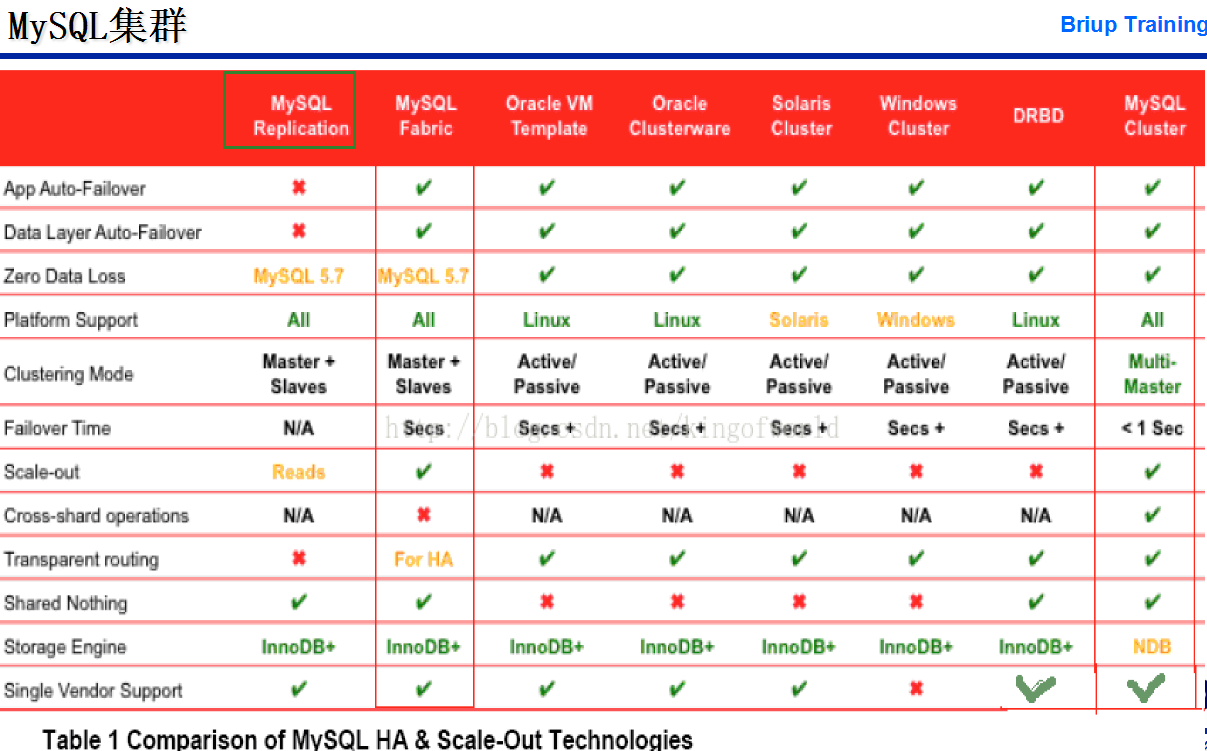 MySQL集群
Briup Training
MySQL Replication MySQL Fabric Oracle VM Template Oracle Clusterware Solaris Cluster Windows Cluster DRBD MySQL Cluster
App Auto-Failover ✖ ✔ ✔ ✔ ✔ ✔ ✔ ✔
Data Layer Auto-Failover ✖ ✔ ✔ ✔ ✔ ✔ ✔ ✔
Zero Data Loss MySQL 5.7 MySQL 5.7 ✔ ✔ ✔ ✔ ✔ ✔
Platform Support All All Linux Linux Solaris Windows Linux All
Clustering Mode Master + Slaves Master + Slaves Active/ Passive Active/ Passive Active/ Passive Active/ Passive Active/ Passive Multi- Master
Failover Time N/A Secs Secs + Secs + Secs + Secs + Secs + < 1 Sec
Scale-out Reads ✔ ✖ ✖ ✖ ✖ ✖ ✔
Cross-shard operations N/A ✖ N/A N/A N/A N/A N/A ✔
Transparent routing ✖ For HA ✔ ✔ ✔ ✔ ✔ ✔
Shared Nothing ✔ ✔ ✖ ✖ ✖ ✖ ✔ ✔
Storage Engine InnoDB+ InnoDB+ InnoDB+ InnoDB+ InnoDB+ InnoDB+ InnoDB+ NDB
Single Vendor Support ✔ ✔ ✔ ✔ ✔ ✖ ✔ ✔
Table 1 Comparison of MySQL HA & Scale-Out Technologies